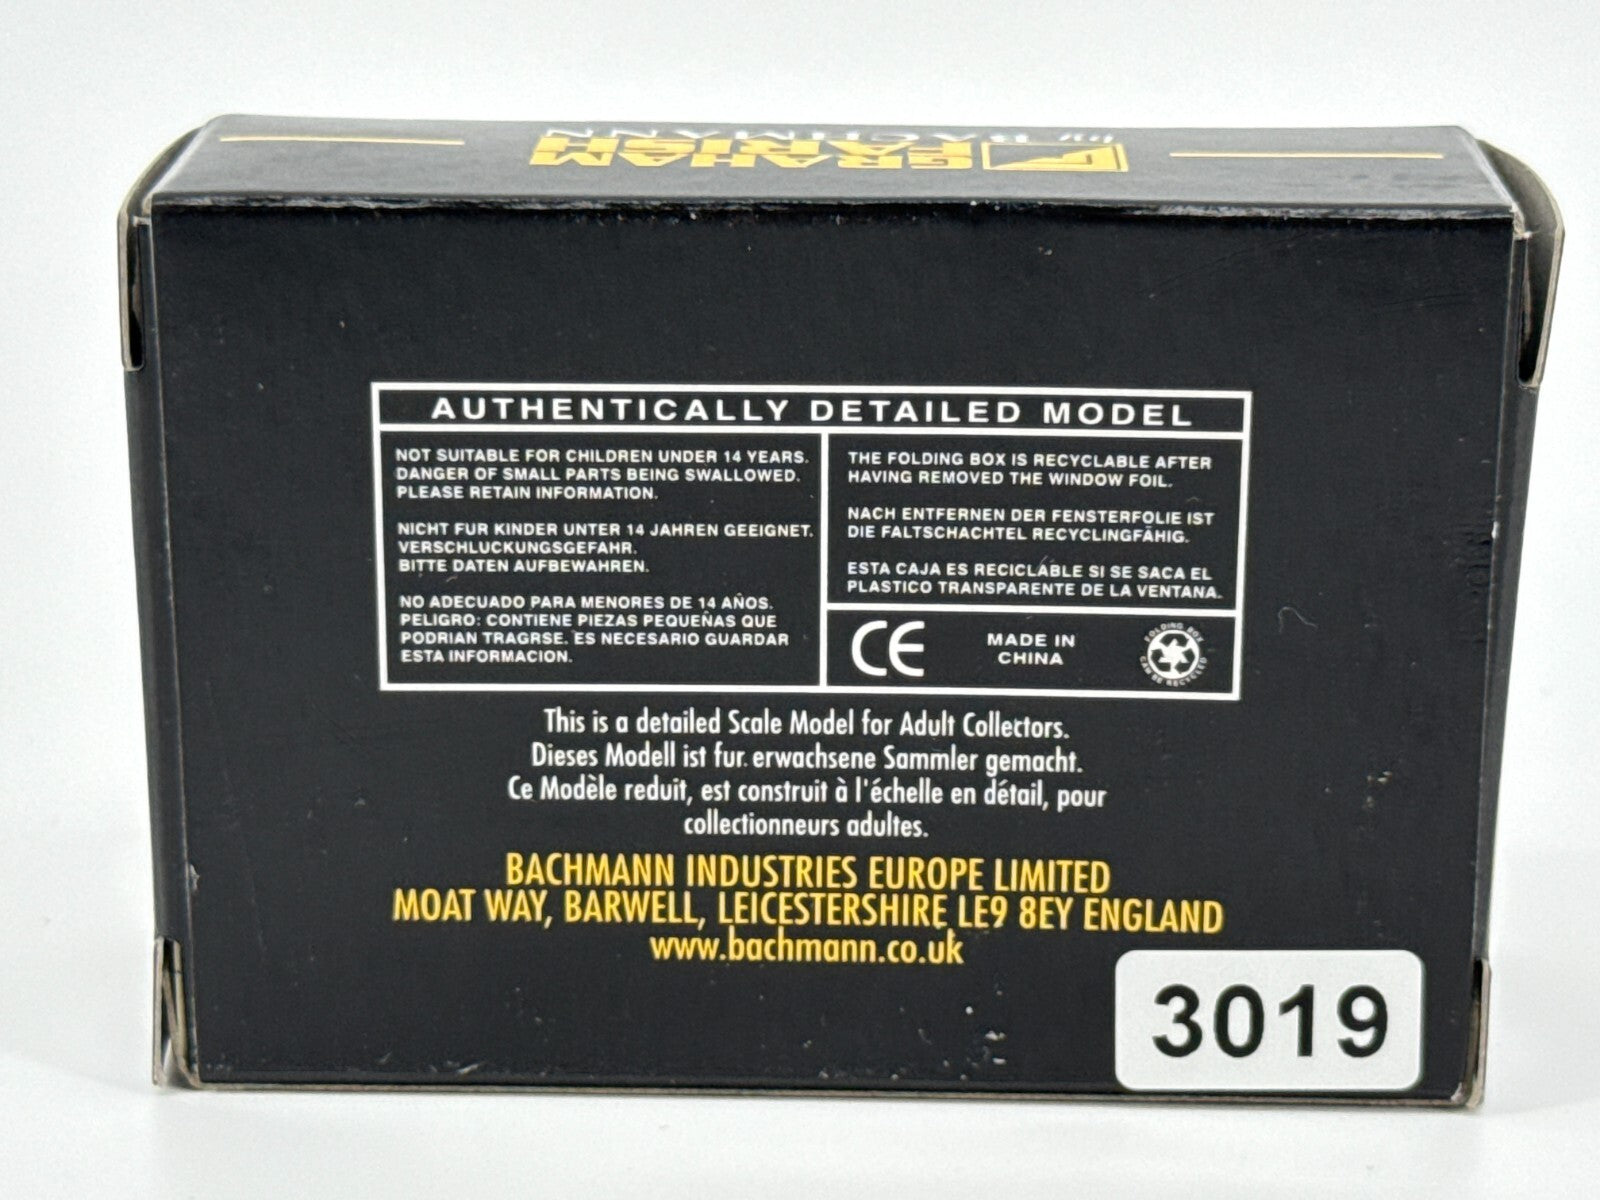 GRAHAM
FARISH
by BACHMANN
AUTHENTICALLY DETAILED MODEL
NOT SUITABLE FOR CHILDREN UNDER 14 YEARS.
DANGER OF SMALL PARTS BEING SWALLOWED.
PLEASE RETAIN INFORMATION.
NICHT FUR KINDER UNTER 14 JAHREN GEEIGNET.
VERSCHLUCKUNGSGEFAHR.
BITTE DATEN AUFBEWAHREN.
NO ADECUADO PARA MENORES DE 14 AÑOS.
PELIGRO: CONTIENE PIEZAS PEQUEÑAS QUE
PODRIAN TRAGRSE. ES NECESARIO GUARDAR
ESTA INFORMACION.
THE FOLDING BOX IS RECYCLABLE AFTER
HAVING REMOVED THE WINDOW FOIL.
NACH ENTFERNEN DER FENSTERFOLIE IST
DIE FALTSCHACHTEL RECYCLINGFÄHIG.
ESTA CAJA ES RECICLABLE SI SE SACA EL
PLASTICO TRANSPARENTE DE LA VENTANA.
CE
MADE IN
CHINA
FOLDING BOX
CAN BE RECYCLED
This is a detailed Scale Model for Adult Collectors.
Dieses Modell ist fur. erwachsene Sammler gemacht.
Ce Modèle reduit, est construit à l'échelle en détail, pour
collectionneurs adultes.
BACHMANN INDUSTRIES EUROPE LIMITED
MOAT WAY, BARWELL, LEICESTERSHIRE LE9 8EY ENGLAND
www.bachmann.co.uk
3019